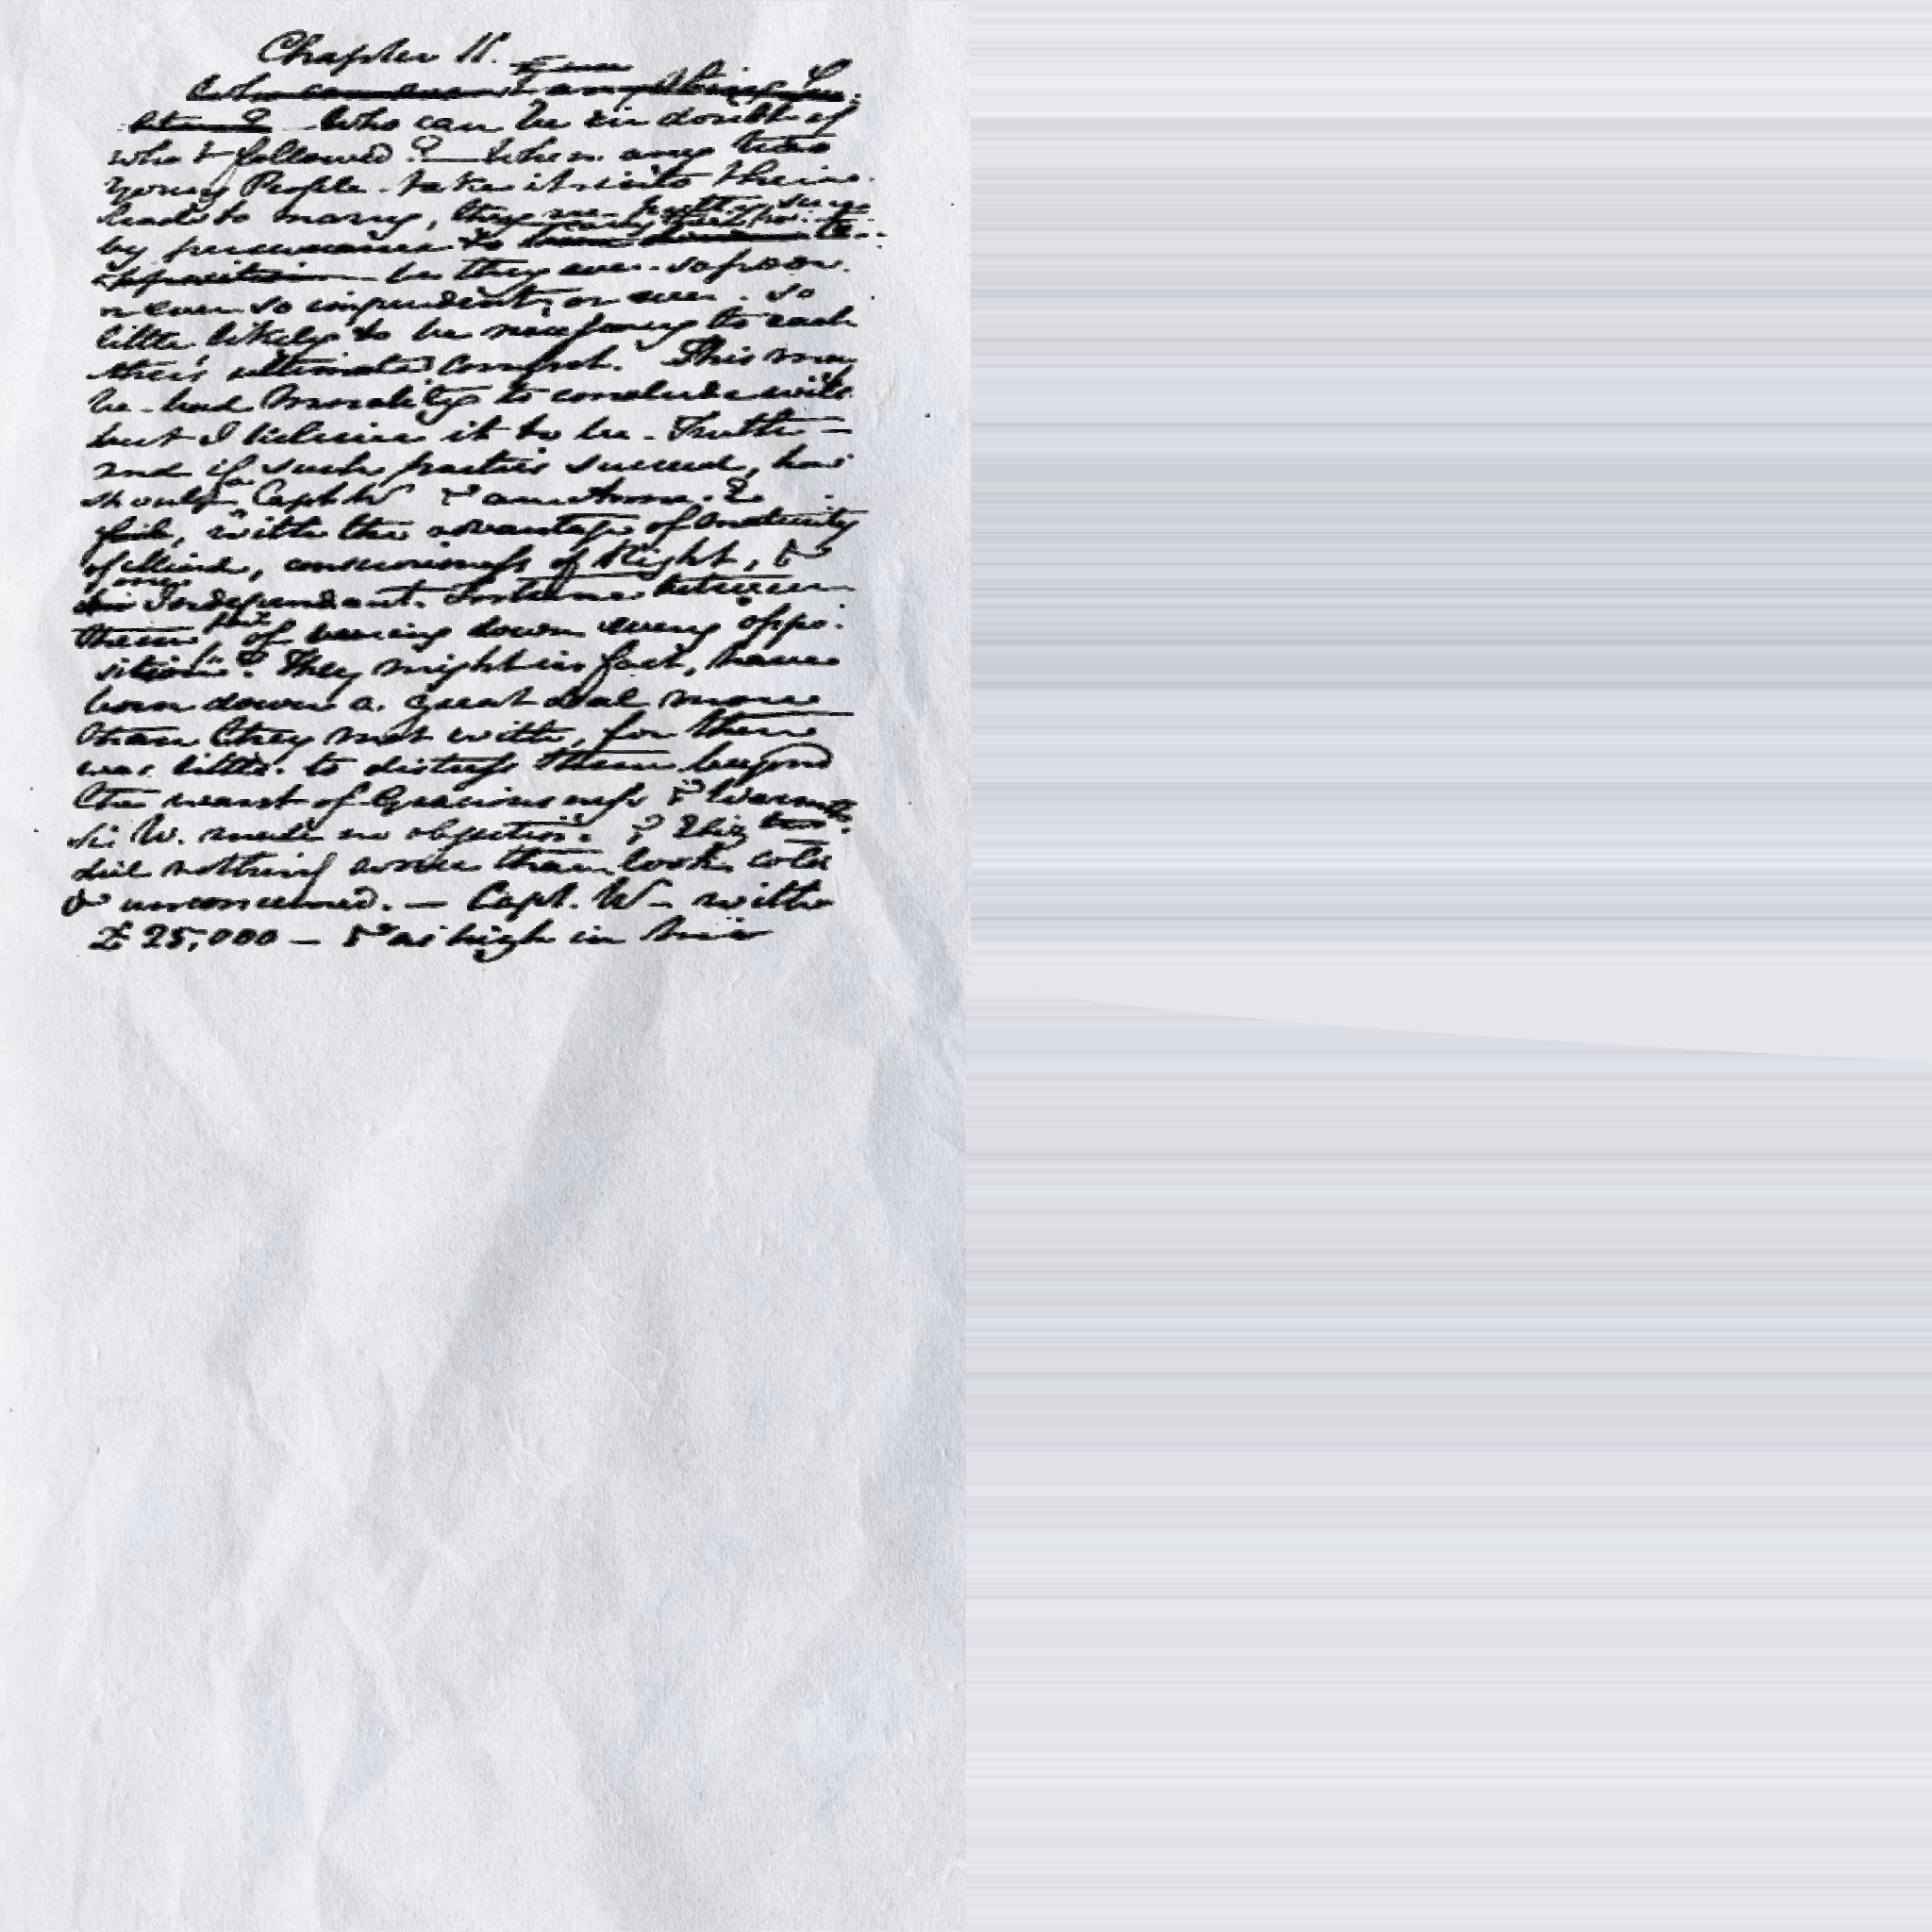 Chapter 11.
Who can be in doubt of
what followed? — When any two
Young People take it into their
heads to marry, they are pretty sure
by perseverance to carry their point
be they ever so poor,
or ever so imprudent, or ever so
little likely to be necessary to each
other's ultimate comfort. This may
be bad Morality to conclude with,
but I believe it to be Truth —
and if such parties succeed, how
should Capt W & Anne E
fail, with the advantage of maturity
of Mind, consciousness of Right, &
one Independant Fortune between
them, fail of bearing down every oppo-
sition? They might in fact, have
born down a great deal more
than they met with, for there
was little to distress them beyond
the want of Graciousness & Warmth.
Sir W. made no objection, & Eliz
did nothing worse than look cold
& unconcerned. — Capt. W — with
£25,000 — & as high in his